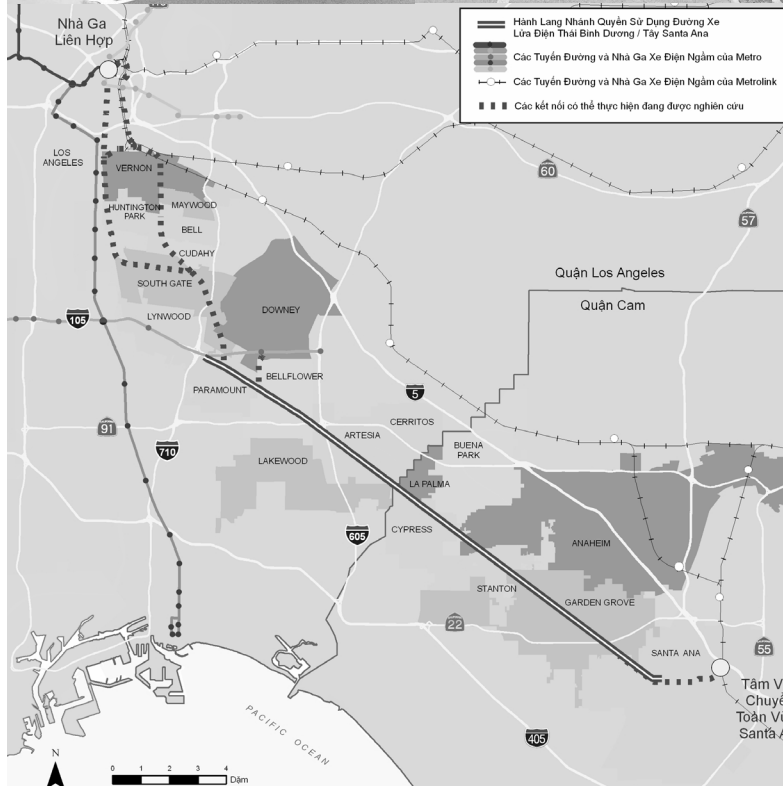 Nhà Ga
Liên Hợp
Hành Lang Nhánh Quyền Sử Dụng Đường Xe
Lửa Điện Thái Bình Dương / Tây Santa Ana
Các Tuyến Đường và Nhà Ga Xe Điện Ngầm của Metro
Các Tuyến Đường và Nhà Ga Xe Điện Ngầm của Metrolink
Các kết nối có thể thực hiện đang được nghiên cứu
LOS
ANGELES
VERNON
60
HUNTINGTON
PARK
MAYWOOD
57
BELL
CUDAHY
Quận Los Angeles
SOUTH GATE
Quận Cam
DOWNEY
105
LYNWOOD
BELLFLOWER
PARAMOUNT
5
CERRITOS
91
ARTESIA
BUENA
PARK
710
LAKEWOOD
LA PALMA
605
CYPRESS
ANAHEIM
STANTON
GARDEN GROVE
22
SANTA ANA
55
Tâm V
Chuyể
Toàn Vù
Santa A
PACIFIC OCEAN
405
N
0 1 2 3 4
Dặm